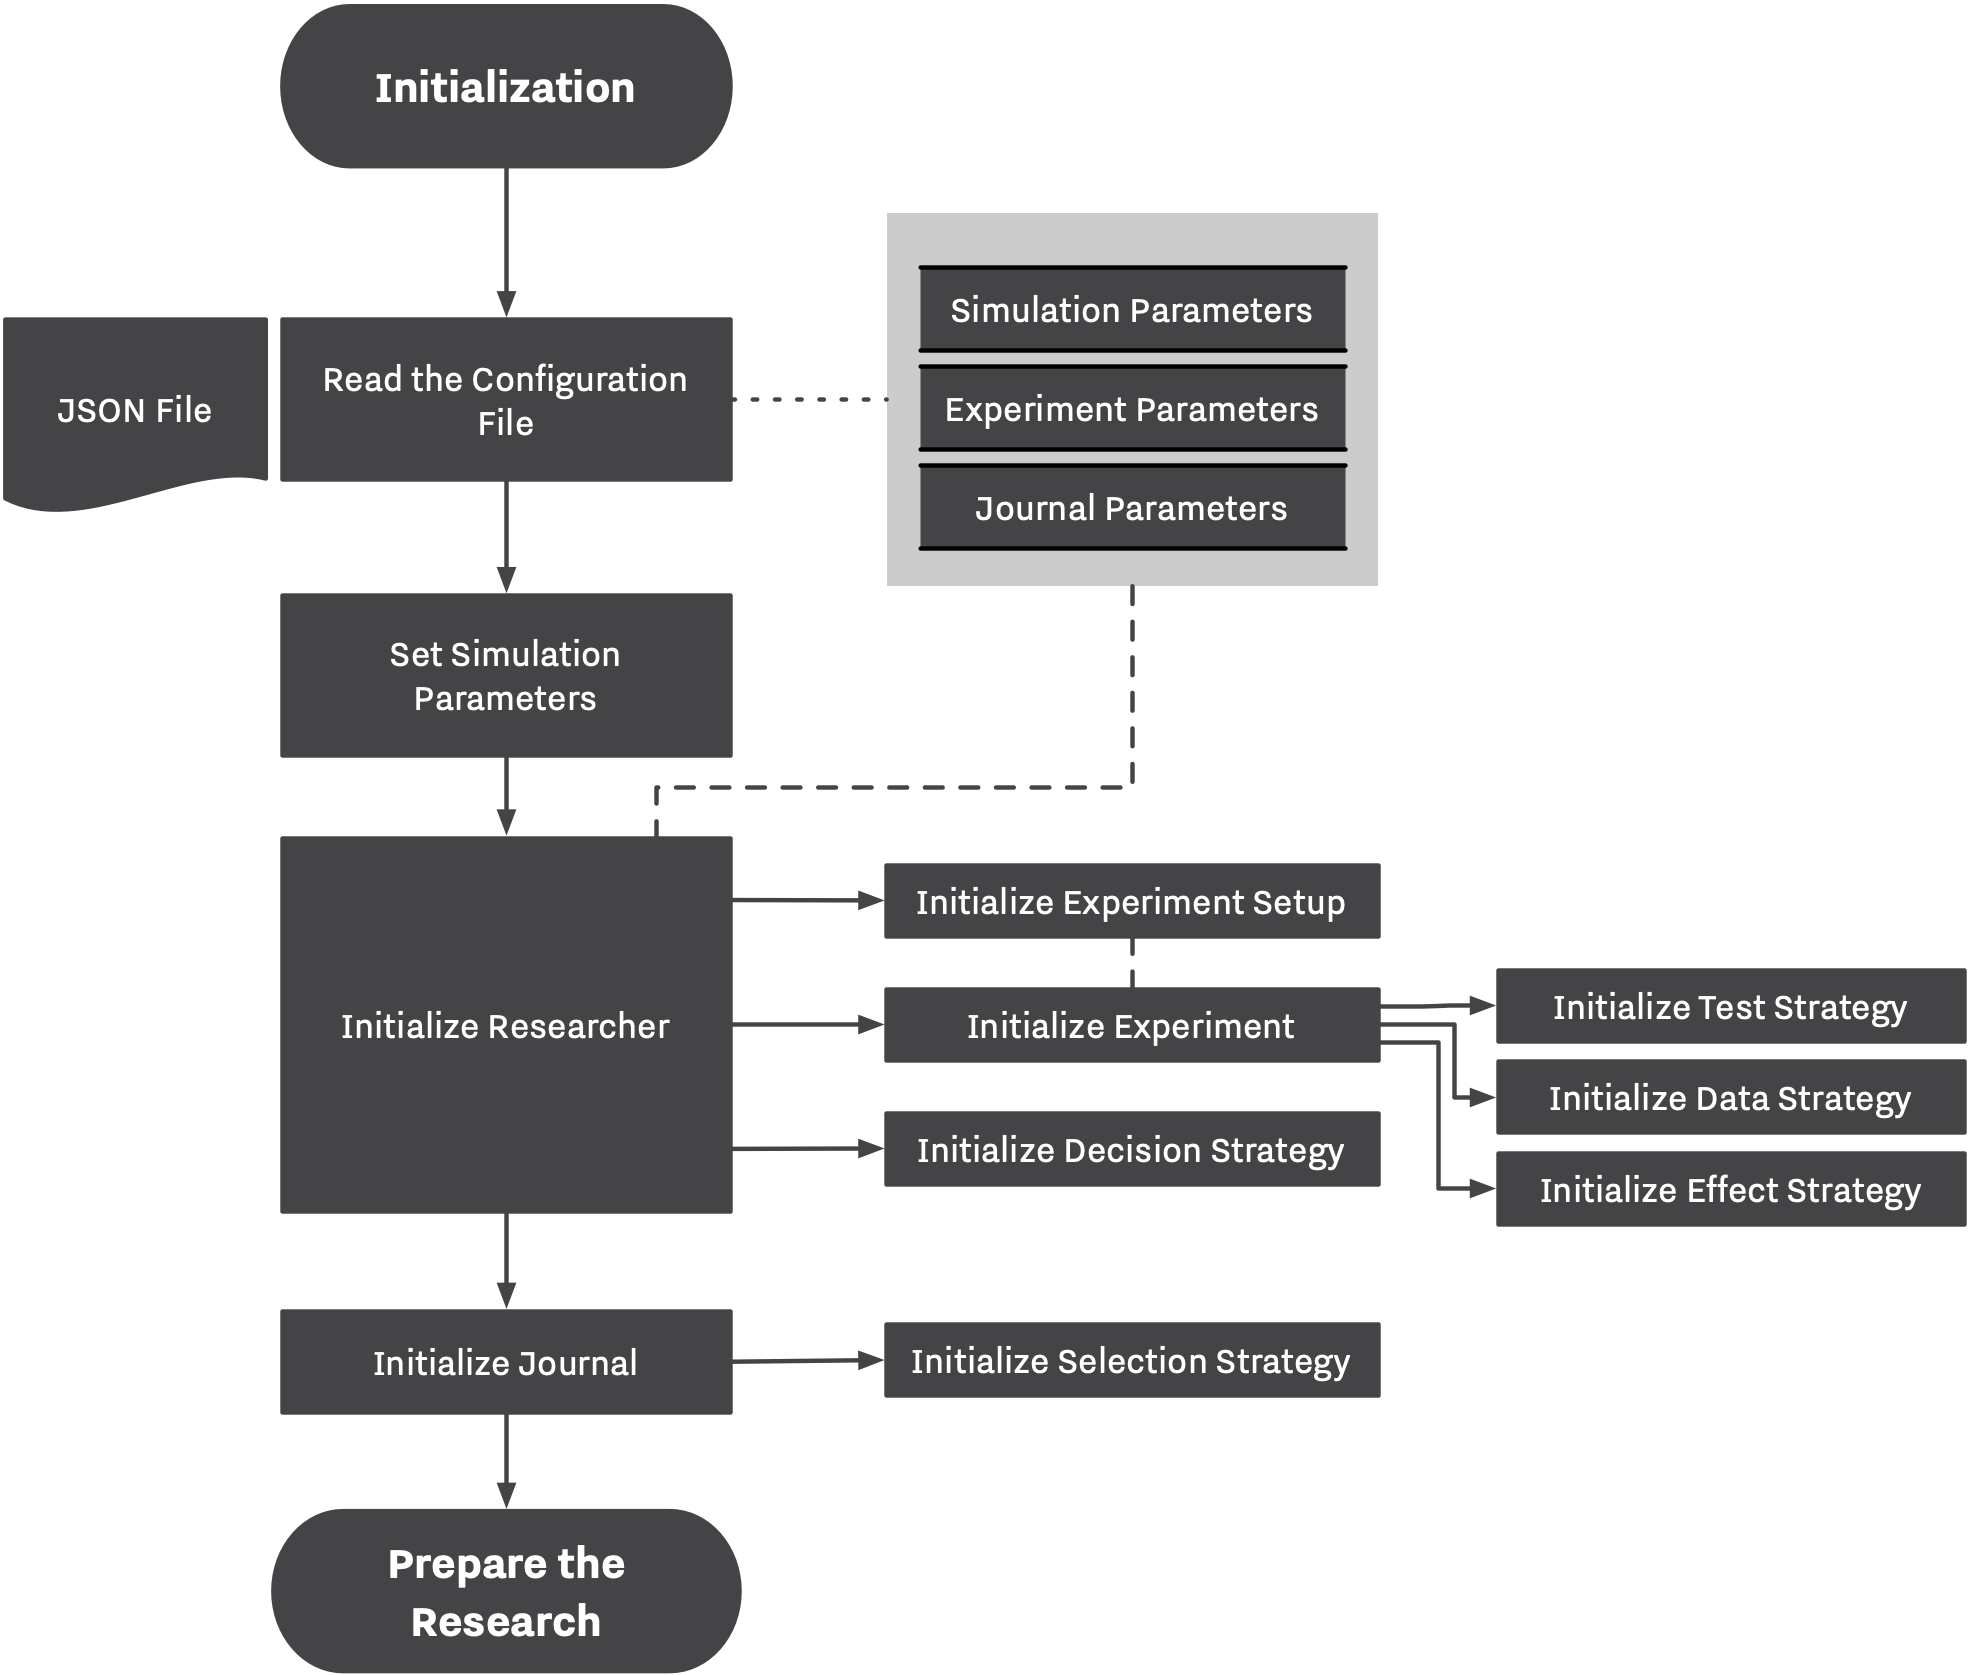 Initialization
JSON File
Read the Configuration
File
Simulation Parameters
Experiment Parameters
Journal Parameters
Set Simulation
Parameters
Initialize Researcher
Initialize Experiment Setup
Initialize Experiment
Initialize Decision Strategy
Initialize Test Strategy
Initialize Data Strategy
Initialize Effect Strategy
Initialize Journal
Initialize Selection Strategy
Prepare the
Research